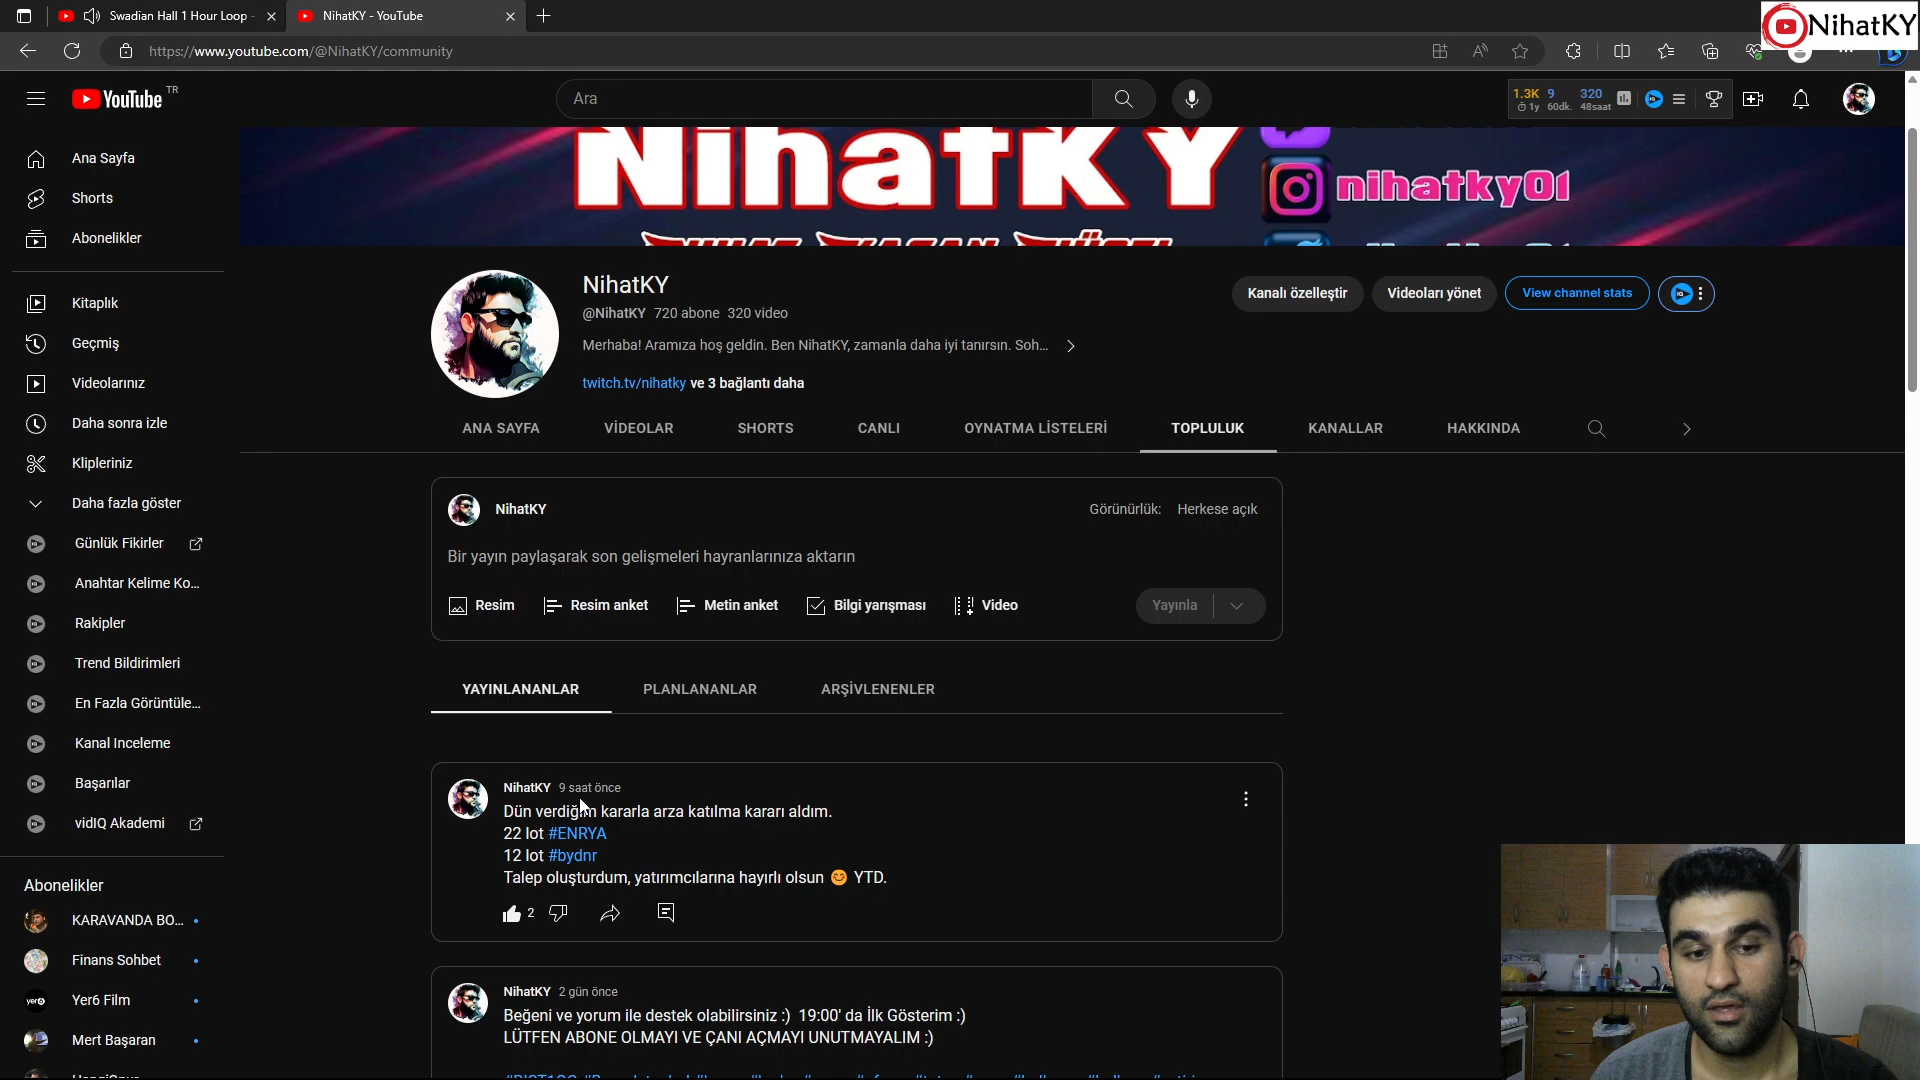 Swadian Hall 1 Hour Loop -
NihatKY - YouTube
NihatKY
https://www.youtube.com/@NihatKY/community
YouTube TR
Ara
1.3K 9 320
1y 60dk. 48saat
Ana Sayfa
Shorts
Abonelikler
Kitaplık
Geçmiş
Videolarınız
Daha sonra izle
Klipleriniz
Daha fazla göster
Günlük Fikirler
Anahtar Kelime Ko...
Rakipler
Trend Bildirimleri
En Fazla Görüntüle...
Kanal Inceleme
Başarılar
vidIQ Akademi
Abonelikler
KARAVANDA BO...
Finans Sohbet
Yer6 Film
Mert Başaran
NihatKY
nihatky01
NihatKY
@NihatKY 720 abone 320 video
Merhaba! Aramıza hoş geldin. Ben NihatKY, zamanla daha iyi tanırsın. Soh...
twitch.tv/nihatky ve 3 bağlantı daha
Kanalı özelleştir
Videoları yönet
View channel stats
ANA SAYFA
VİDEOLAR
SHORTS
CANLI
OYNATMA LİSTELERİ
TOPLULUK
KANALLAR
HAKKINDA
NihatKY
Görünürlük: Herkese açık
Bir yayın paylaşarak son gelişmeleri hayranlarınıza aktarın
Resim
Resim anket
Metin anket
Bilgi yarışması
Video
Yayınla
YAYINLANANLAR
PLANLANANLAR
ARŞİVLENENLER
NihatKY 9 saat önce
Dün verdiğim kararla arza katılma kararı aldım.
22 lot #ENRYA
12 lot #bydnr
Talep oluşturdum, yatırımcılarına hayırlı olsun 😊 YTD.
2
NihatKY 2 gün önce
Beğeni ve yorum ile destek olabilirsiniz :) 19:00' da İlk Gösterim :)
LÜTFEN ABONE OLMAYI VE ÇANI AÇMAYI UNUTMAYALIM :)